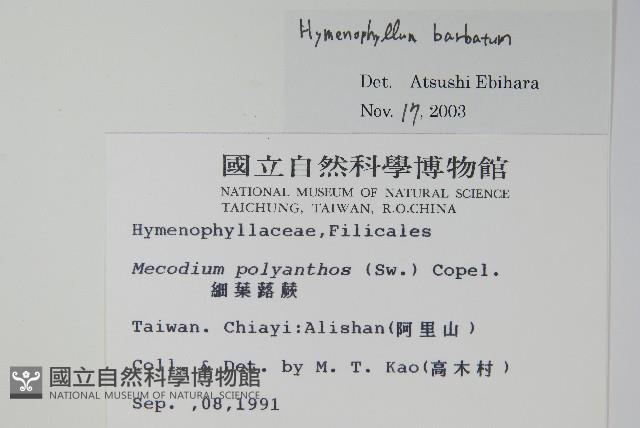 Hymenophyllum barbatum
Det. Atsushi Ebihara
Nov. 17, 2003
國立自然科學博物館
NATIONAL MUSEUM OF NATURAL SCIENCE
TAICHUNG, TAIWAN, R.O.CHINA
Hymenophyllaceae,Filicales
Mecodium polyanthos (Sw.) Copel.
細葉蕗蕨
Taiwan. Chiayi:Alishan(阿里山)
Coll. & Det. by M. T. Kao(高木村)
國立自然科學博物館
NATIONAL MUSEUM OF NATURAL SCIENCE
Sep. ,08,1991